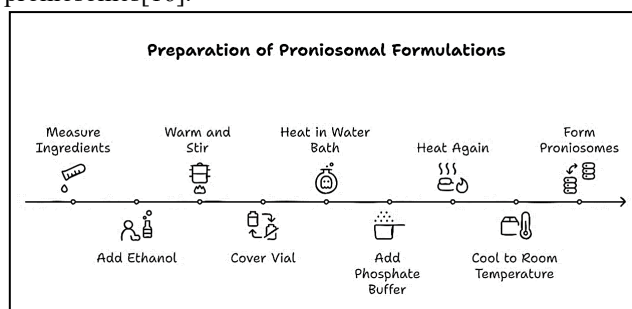 Preparation of Proniosomal Formulations
Measure
Ingredients
Warm and
Stir
Heat in Water
Bath
Heat Again
Form
Proniosomes
Add Ethanol
Cover Vial
Add
Phosphate
Buffer
Cool to Room
Temperature